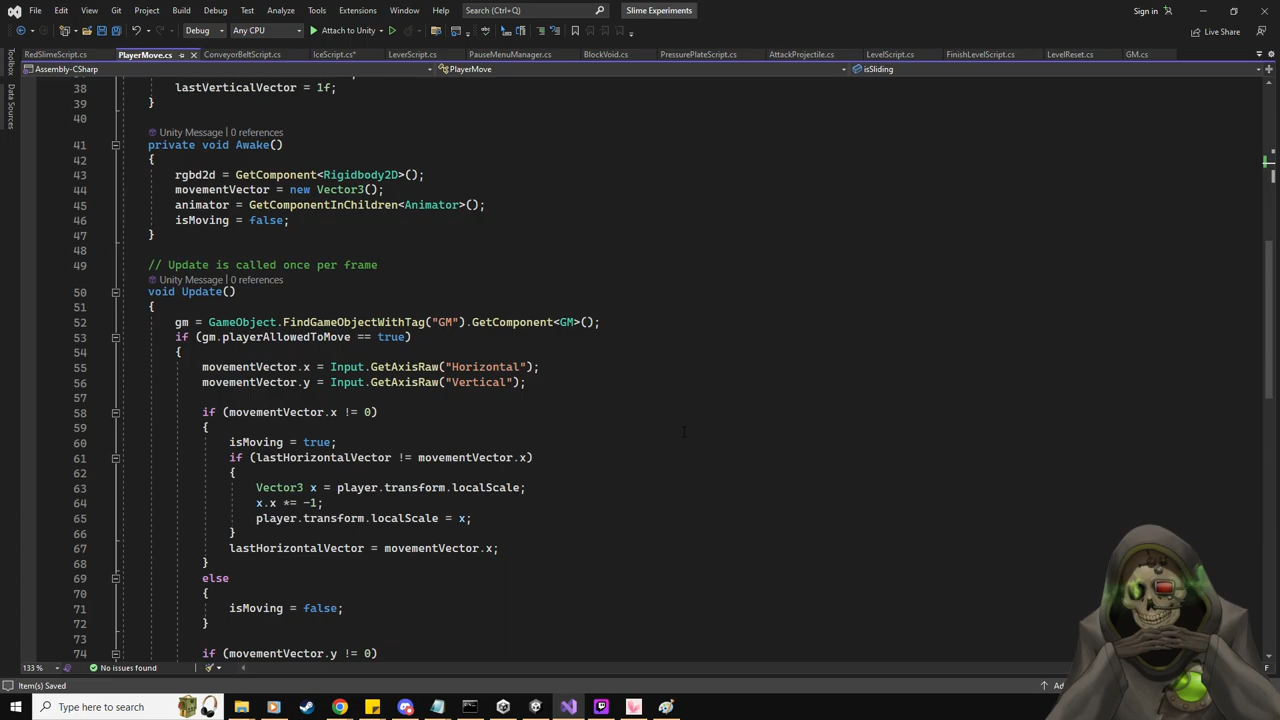 File Edit View Git Project Build Debug Test Analyze Tools Extensions Window Help Search (Ctrl+Q) Slime Experiments Sign in
Debug Any CPU Attach to Unity Live Share
RedSlimeScript.cs PlayerMove.cs ConveyorBeltScript.cs IceScript.cs* LeverScript.cs PauseMenuManager.cs BlockVoid.cs PressurePlateScript.cs AttackProjectile.cs LevelScript.cs FinishLevelScript.cs LevelReset.cs GM.cs
Toolbox
Data Sources
Assembly-CSharp PlayerMove isSliding
38 lastVerticalVector = 1f;
39 }
40
Unity Message | 0 references
41 private void Awake()
42 {
43 rgbd2d = GetComponent<Rigidbody2D>();
44 movementVector = new Vector3();
45 animator = GetComponentInChildren<Animator>();
46 isMoving = false;
47 }
48
49 // Update is called once per frame
Unity Message | 0 references
50 void Update()
51 {
52 gm = GameObject.FindGameObjectWithTag("GM").GetComponent<GM>();
53 if (gm.playerAllowedToMove == true)
54 {
55 movementVector.x = Input.GetAxisRaw("Horizontal");
56 movementVector.y = Input.GetAxisRaw("Vertical");
57
58 if (movementVector.x != 0)
59 {
60 isMoving = true;
61 if (lastHorizontalVector != movementVector.x)
62 {
63 Vector3 x = player.transform.localScale;
64 x.x *= -1;
65 player.transform.localScale = x;
66 }
67 lastHorizontalVector = movementVector.x;
68 }
69 else
70 {
71 isMoving = false;
72 }
73
74 if (movementVector.y != 0)
133 % No issues found
Item(s) Saved
Type here to search